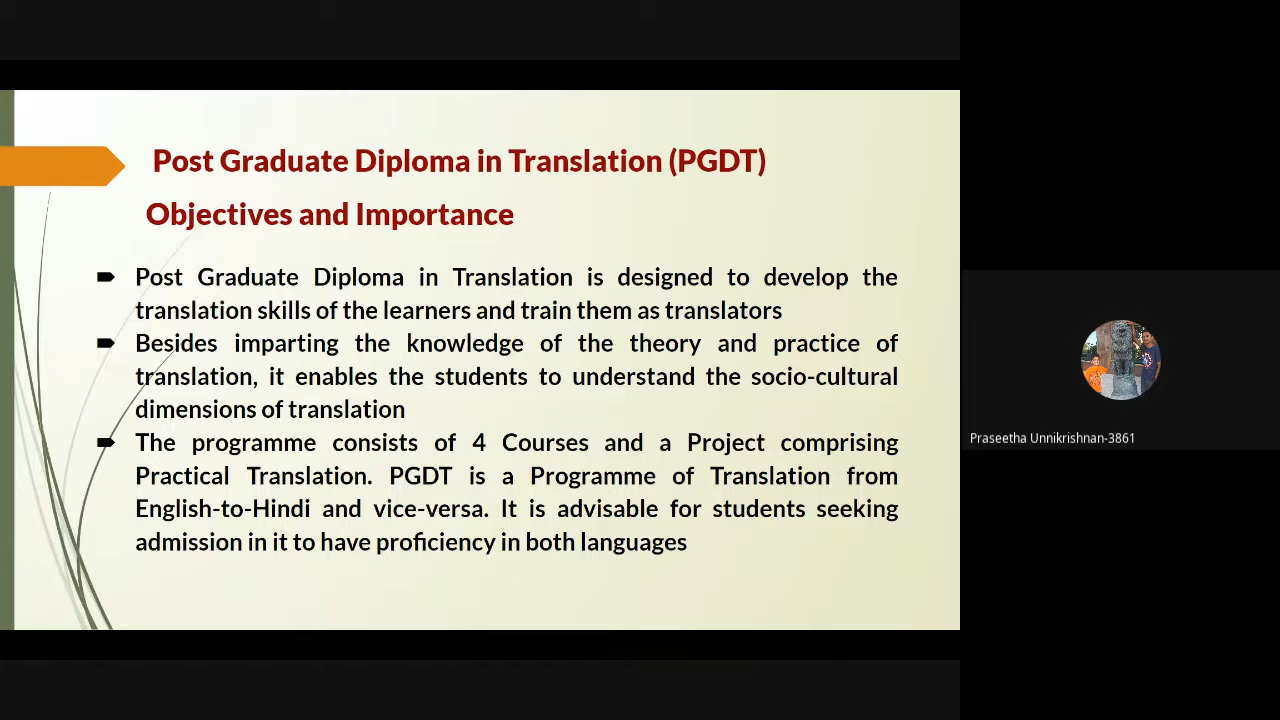 Post Graduate Diploma in Translation (PGDT)
Objectives and Importance
Post Graduate Diploma in Translation is designed to develop the
translation skills of the learners and train them as translators
Besides imparting the knowledge of the theory and practice of
translation, it enables the students to understand the socio-cultural
dimensions of translation
The programme consists of 4 Courses and a Project comprising
Practical Translation. PGDT is a Programme of Translation from
English-to-Hindi and vice-versa. It is advisable for students seeking
admission in it to have proficiency in both languages
Praseetha Unnikrishnan-3861